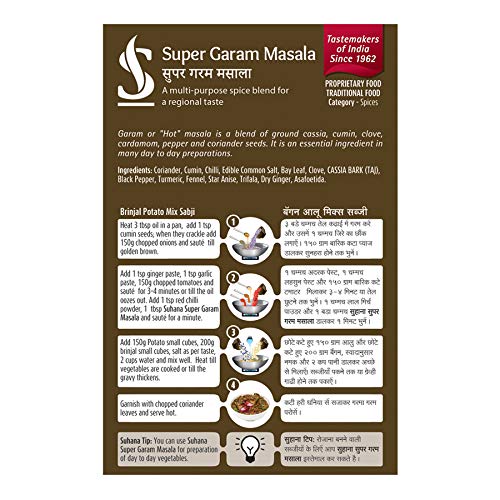 Super Garam Masala
सुपर गरम मसाला
A multi-purpose spice blend for
a regional taste
Tastemakers
of India
Since 1962
PROPRIETARY FOOD
TRADITIONAL FOOD
Category - Spices
Garam or "Hot" masala is a blend of ground cassia, cumin, clove,
cardamom, pepper and coriander seeds. It is an essential ingredient in
many day to day preparations.
Ingredients: Coriander, Cumin, Chilli, Edible Common Salt, Bay Leaf, Clove, CASSIA BARK (TAJ),
Black Pepper, Turmeric, Fennel, Star Anise, Trifala, Dry Ginger, Asafoetida.
Brinjal Potato Mix Sabji
Heat 3 tbsp oil in a pan, add 1 tsp
cumin seeds; when they crackle add
150g chopped onions and sauté till
golden brown.
1
Add 1 tsp ginger paste, 1 tsp garlic
paste, 150g chopped tomatoes and
sauté for 3-4 minutes or till the oil
oozes out. Add 1 tsp red chilli
powder, 1 tbsp Suhana Super Garam
Masala and sauté for a minute.
2
Add 150g Potato small cubes, 200g
brinjal small cubes, salt as per taste,
2 cups water and mix well. Heat till
vegetables are cooked or till the
gravy thickens.
3
Garnish with chopped coriander
leaves and serve hot.
4
Suhana Tip: You can use Suhana
Super Garam Masala for preparation
of day to day vegetables.
बॅगन आलू मिक्स सब्जी
३ बड़े चम्मच तेल कढ़ाई में गरम करे
और उसमें १ चम्मच जिरे का छौंक
लगाएँ। १५० ग्राम बारिक कटा प्याज
डालकर सुनहरा होने तक भुनें।
१ चम्मच अदरक पेस्ट, १ चम्मच
लहसुण पेस्ट और १५० ग्राम बारिक कटे
टमाटर मिलाकर ३-४ मिनट या तेल
छुटने तक भुनें। १ चम्मच लाल मिर्च
पाउडर और १ बडा चम्मच सुहाना सुपर
गरम मसाला डालकर १ मिनट भुनें।
छोटे कटे हुए १५० ग्राम आलु और छोटे
कटे हुए २०० ग्राम बॅंगन, स्वादानुसार
नमक और २ कप पानी डालकर अच्छे
से मिलाएं। सब्जीयाँ पकने तक या ग्रेव्ही
गाढी होने तक पकाएं।
कटी हरी धनिया सें सजाकर गरमा गरम
परोसें।
सुहाना टिप: रोजाना बनने वाली
सब्जीयों के लिए आप सुहाना सुपर गरम
मसाला इस्तेमाल कर सकते है।